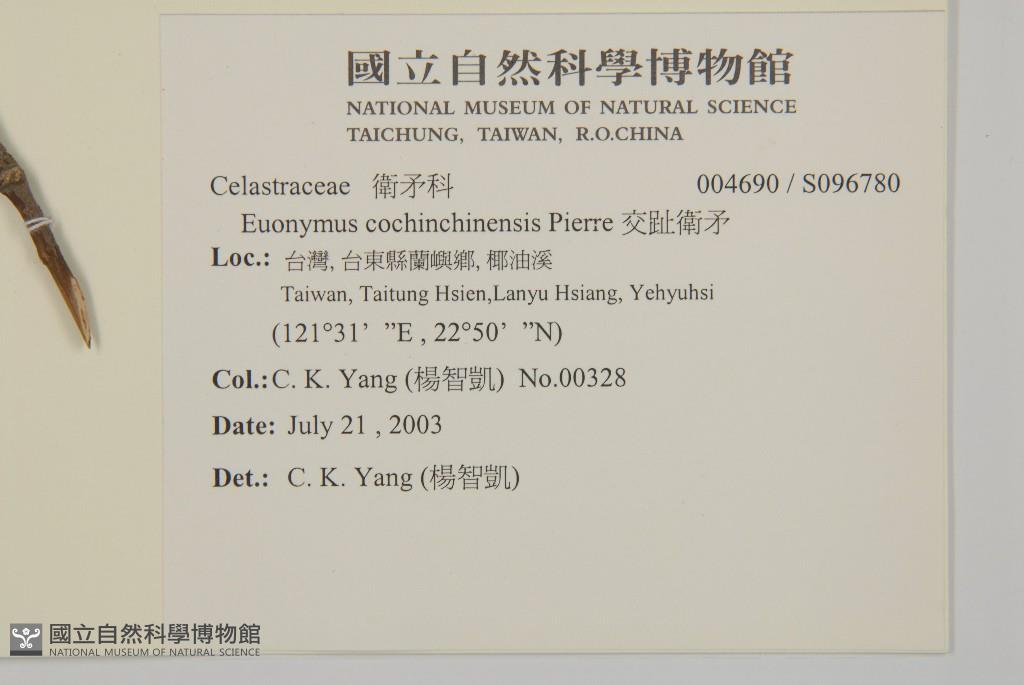 國立自然科學博物館
NATIONAL MUSEUM OF NATURAL SCIENCE
TAICHUNG, TAIWAN, R.O.CHINA
Celastraceae 衛矛科 004690 / S096780
Euonymus cochinchinensis Pierre 交趾衛矛
Loc.: 台灣, 台東縣蘭嶼鄉, 椰油溪
Taiwan, Taitung Hsien,Lanyu Hsiang, Yehyuhsi
(121°31’ ”E , 22°50’ ”N)
Col.: C. K. Yang (楊智凱) No.00328
Date: July 21 , 2003
Det.: C. K. Yang (楊智凱)
國立自然科學博物館
NATIONAL MUSEUM OF NATURAL SCIENCE